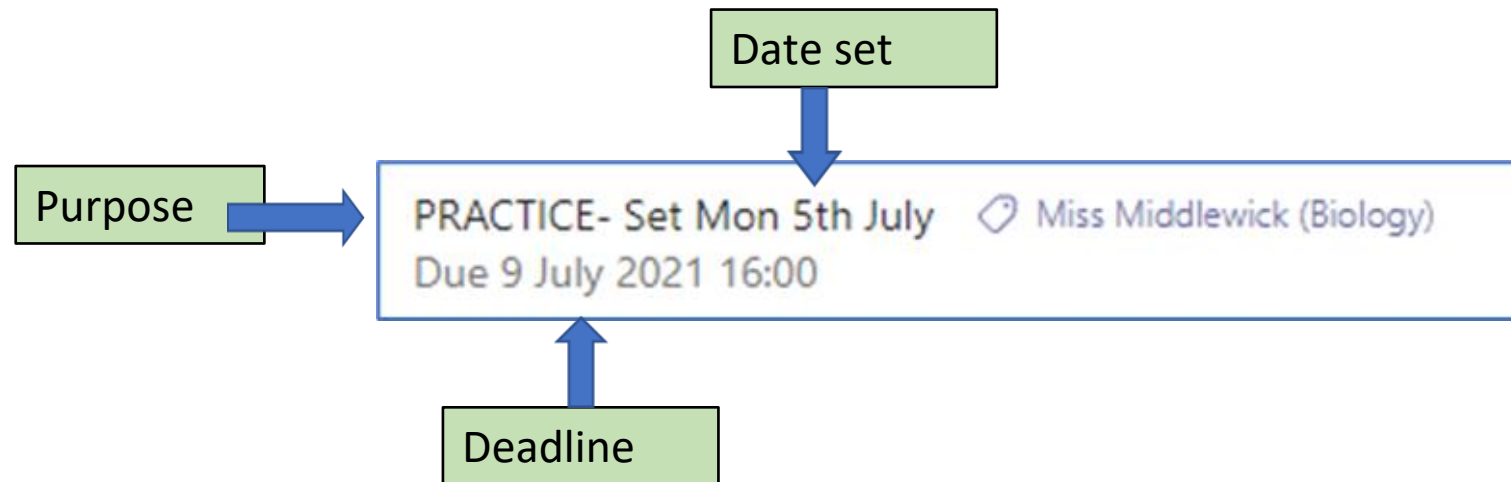 Date set
Purpose
PRACTICE- Set Mon 5th July Miss Middlewick (Biology)
Due 9 July 2021 16:00
Deadline